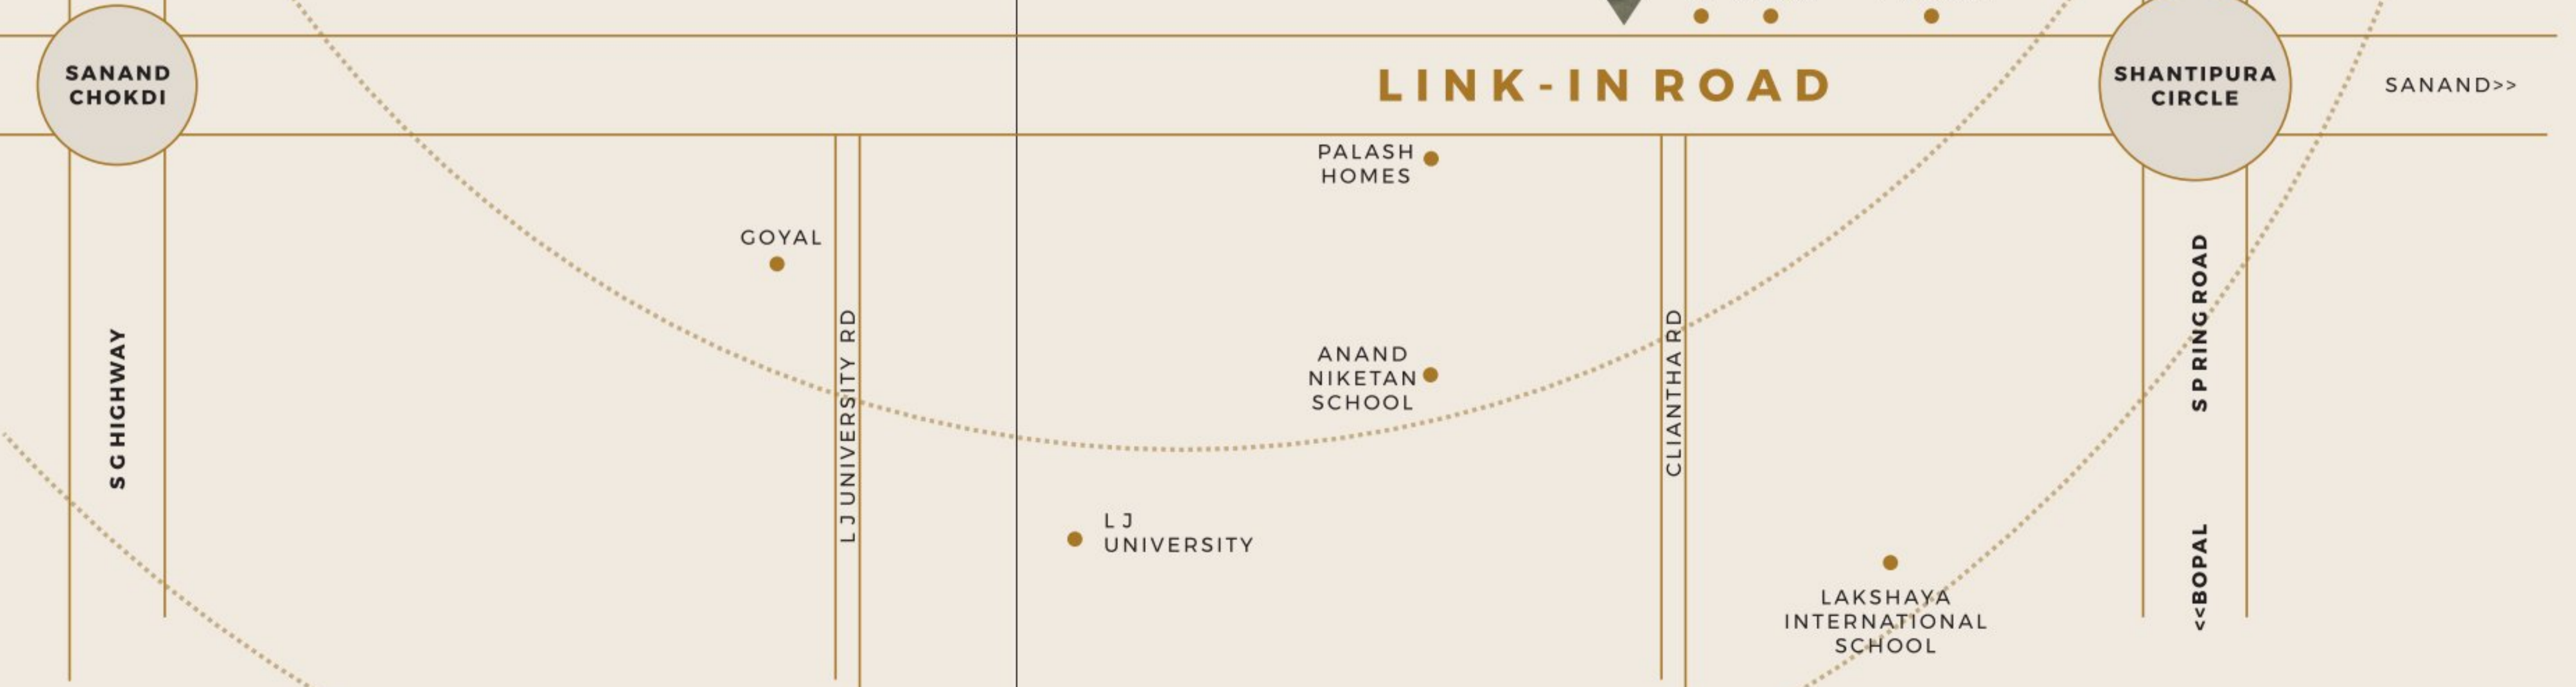 SANAND
CHOKDI
LINK-IN ROAD
SHANTIPURA
CIRCLE
SANAND>>
PALASH
HOMES
GOYAL
S G HIGHWAY
L J UNIVERSITY RD
ANAND
NIKETAN
SCHOOL
CLIANTHA RD
S P RING ROAD
L J
UNIVERSITY
<<BOPAL
LAKSHAYA
INTERNATIONAL
SCHOOL